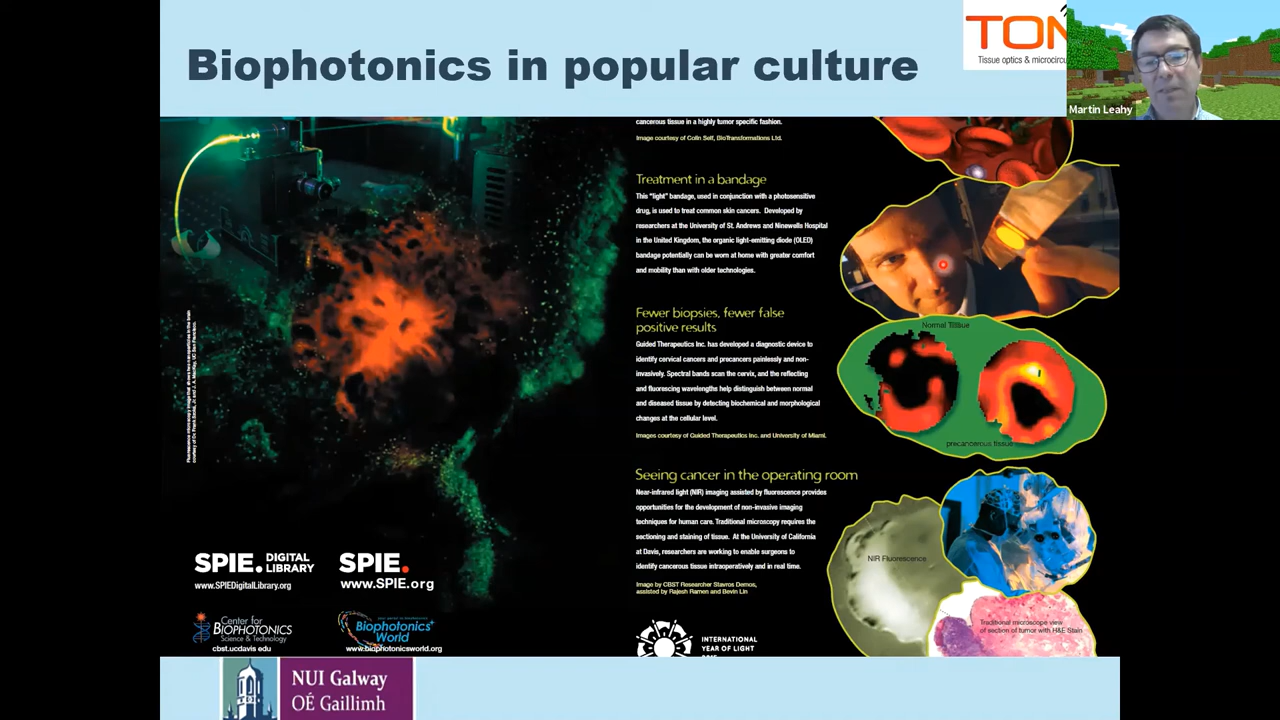 Biophotonics in popular culture
Tissue optics & microcircu
Martin Leahy
cancerous tissue in a highly tumor specific fashion.
Image courtesy of Colin Self, BioTransformations Ltd.
Treatment in a bandage
This "light" bandage, used in conjunction with a photosensitive
drug, is used to treat common skin cancers. Developed by
researchers at the University of St. Andrews and Ninewells Hospital
in the United Kingdom, the organic light-emitting diode (OLED)
bandage potentially can be worn at home with greater comfort
and mobility than with older technologies.
Fewer biopsies, fewer false
positive results
Guided Therapeutics Inc. has developed a diagnostic device to
identify cervical cancers and precancers painlessly and non-
invasively. Spectral bands scan the cervix, and the reflecting
and fluorescing wavelengths help distinguish between normal
and diseased tissue by detecting biochemical and morphological
changes at the cellular level.
Images courtesy of Guided Therapeutics Inc. and University of Miami.
Normal Tissue
precancerous tissue
Seeing cancer in the operating room
Near-infrared light (NIR) imaging assisted by fluorescence provides
opportunities for the development of non-invasive imaging
techniques for human care. Traditional microscopy requires the
sectioning and staining of tissue. At the University of California
at Davis, researchers are working to enable surgeons to
identify cancerous tissue intraoperatively and in real time.
Image by CBST Researcher Stavros Demos,
assisted by Rajesh Ramen and Bevin Lin
NIR Fluorescence
Traditional microscope view
of section of tumor with H&E Stain
SPIE. DIGITAL
LIBRARY
www.SPIEDigitalLibrary.org
SPIE.
www.SPIE.org
Center for
BIOPHOTONICS
Science & Technology
cbst.ucdavis edu
Biophotonics+
World
www.biophotonicsworld.org
INTERNATIONAL
YEAR OF LIGHT
NUI Galway
OÉ Gaillimh